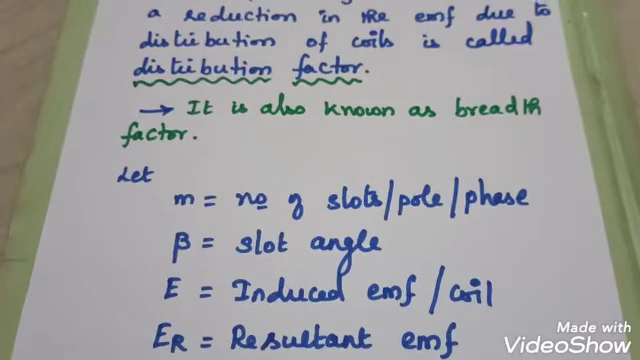 a reduction in the emf due to
distribution of coils is called
distribution factor.
→ It is also known as breadth
factor.
Let
m = no of slots/pole/phase
β = slot angle
E = Induced emf/coil
ER = Resultant emf
Made with
VideoShow